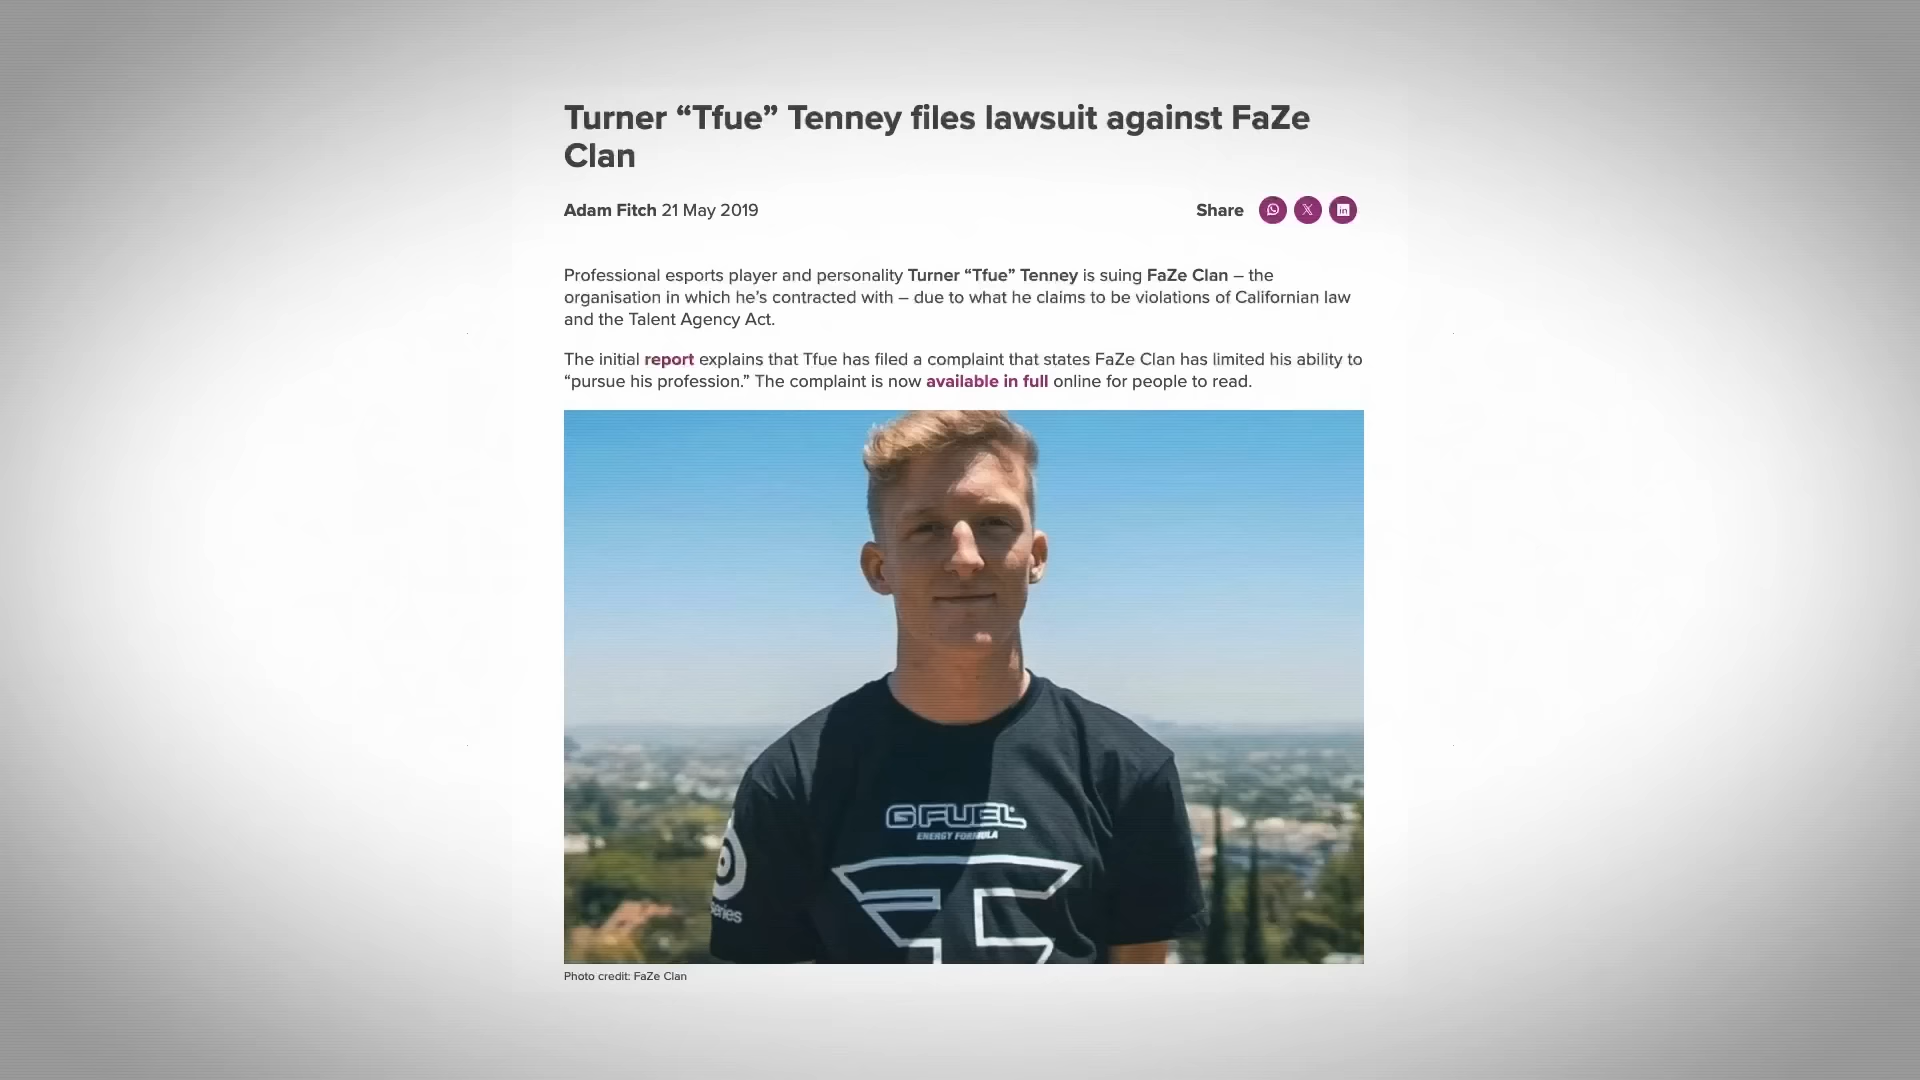 Turner “Tfue” Tenney files lawsuit against FaZe
Clan
Adam Fitch 21 May 2019
Share
Professional esports player and personality Turner “Tfue” Tenney is suing FaZe Clan – the
organisation in which he’s contracted with – due to what he claims to be violations of Californian law
and the Talent Agency Act.
The initial report explains that Tfue has filed a complaint that states FaZe Clan has limited his ability to
“pursue his profession.” The complaint is now available in full online for people to read.
G FUEL
ENERGY FORMULA
series
Photo credit: FaZe Clan